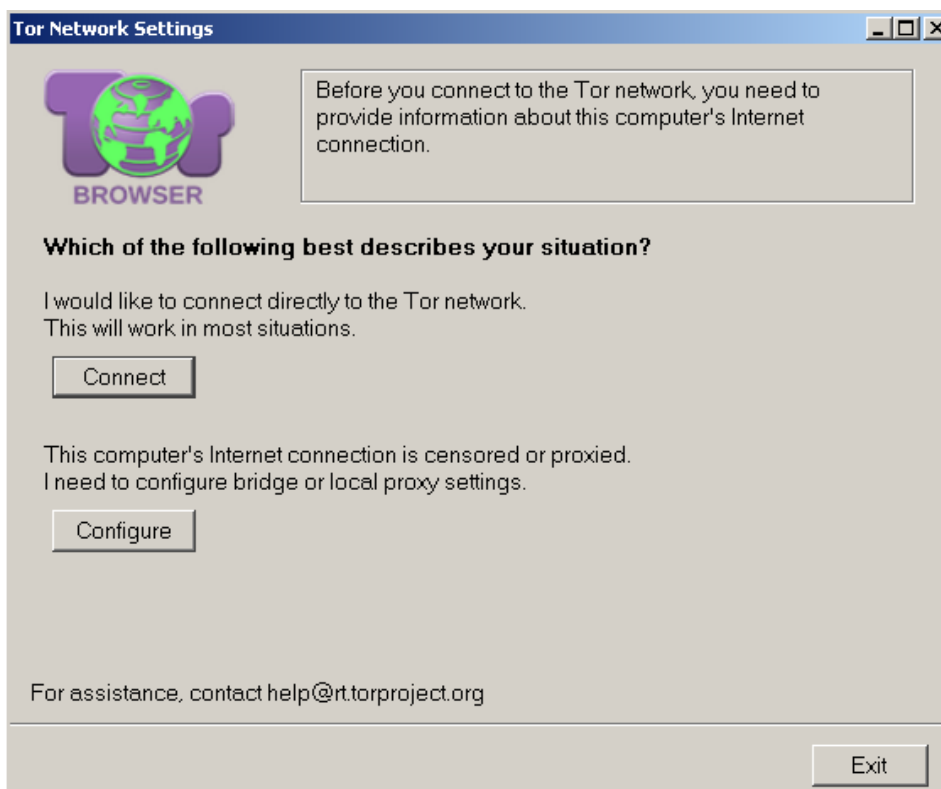 Tor Network Settings
Tor
BROWSER
Before you connect to the Tor network, you need to
provide information about this computer's Internet
connection.
Which of the following best describes your situation?
I would like to connect directly to the Tor network.
This will work in most situations.
Connect
This computer's Internet connection is censored or proxied.
I need to configure bridge or local proxy settings.
Configure
For assistance, contact help@rt.torproject.org
Exit